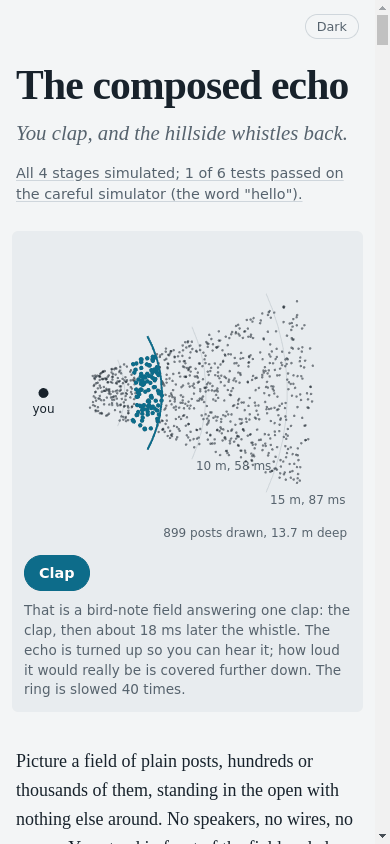 Dark
The composed echo
You clap, and the hillside whistles back.
All 4 stages simulated; 1 of 6 tests passed on
the careful simulator (the word "hello").
you
10 m, 58 ms
15 m, 87 ms
899 posts drawn, 13.7 m deep
Clap
That is a bird-note field answering one clap: the
clap, then about 18 ms later the whistle. The
echo is turned up so you can hear it; how loud
it would really be is covered further down. The
ring is slowed 40 times.
Picture a field of plain posts, hundreds or
thousands of them, standing in the open with
nothing else around. No speakers, no wires, no